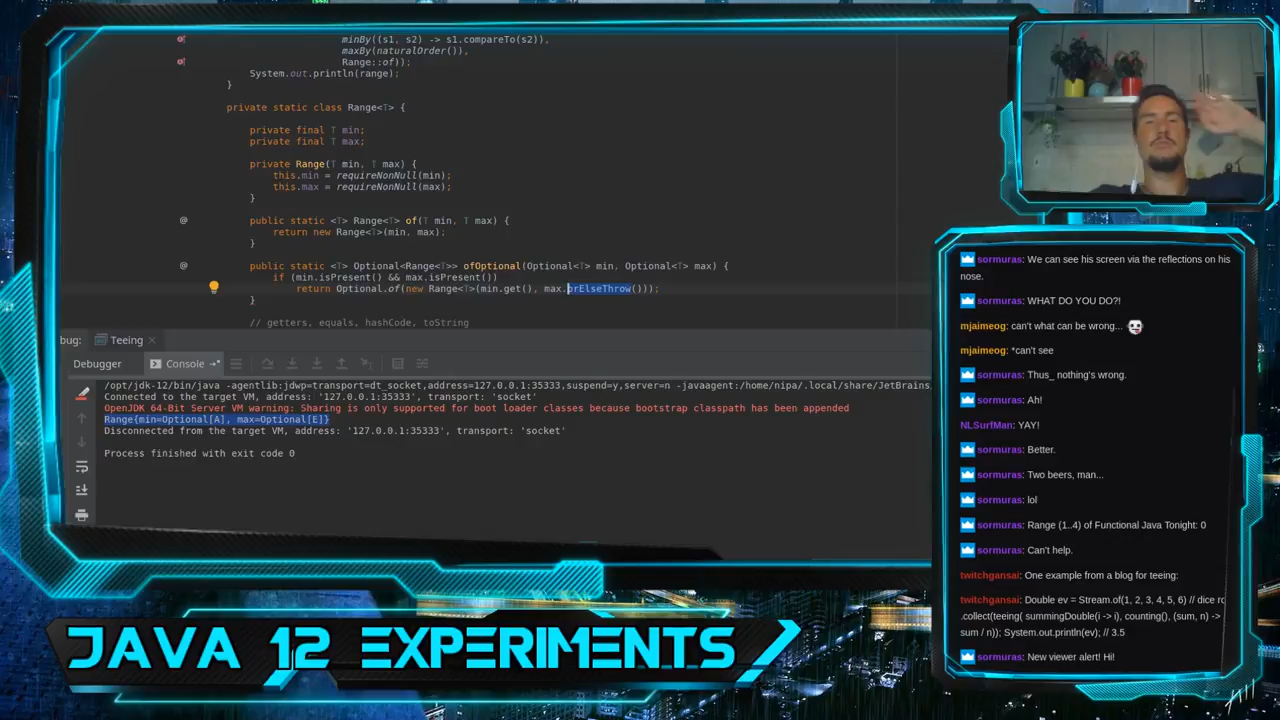 minBy((s1, s2) -> s1.compareTo(s2)),
maxBy(naturalOrder()),
Range::of));
System.out.println(range);
}
private static class Range<T> {
private final T min;
private final T max;
private Range(T min, T max) {
this.min = requireNonNull(min);
this.max = requireNonNull(max);
}
@ public static <T> Range<T> of(T min, T max) {
return new Range<T>(min, max);
}
@ public static <T> Optional<Range<T>> ofOptional(Optional<T> min, Optional<T> max) {
if (min.isPresent() && max.isPresent())
return Optional.of(new Range<T>(min.get(), max.orElseThrow()));
}
// getters, equals, hashCode, toString
bug: Teeing
Debugger Console
/opt/jdk-12/bin/java -agentlib:jdwp=transport=dt_socket,address=127.0.0.1:35333,suspend=y,server=n -javaagent:/home/nipa/.local/share/JetBrains/
Connected to the target VM, address: '127.0.0.1:35333', transport: 'socket'
OpenJDK 64-Bit Server VM warning: Sharing is only supported for boot loader classes because bootstrap classpath has been appended
Range{min=Optional[A], max=Optional[E]}
Disconnected from the target VM, address: '127.0.0.1:35333', transport: 'socket'
Process finished with exit code 0
sormuras: We can see his screen via the reflections on his
nose.
sormuras: WHAT DO YOU DO?!
mjaimeog: can't what can be wrong...
mjaimeog: *can't see
sormuras: Thus_ nothing's wrong.
sormuras: Ah!
NLSurfMan: YAY!
sormuras: Better.
sormuras: Two beers, man...
sormuras: lol
sormuras: Range (1..4) of Functional Java Tonight: 0
sormuras: Can't help.
twitchgansai: One example from a blog for teeing:
twitchgansai: Double ev = Stream.of(1, 2, 3, 4, 5, 6) // dice ro
.collect(teeing( summingDouble(i -> i), counting(), (sum, n) ->
sum / n)); System.out.println(ev); // 3.5
sormuras: New viewer alert! Hi!
JAVA 12 EXPERIMENTS